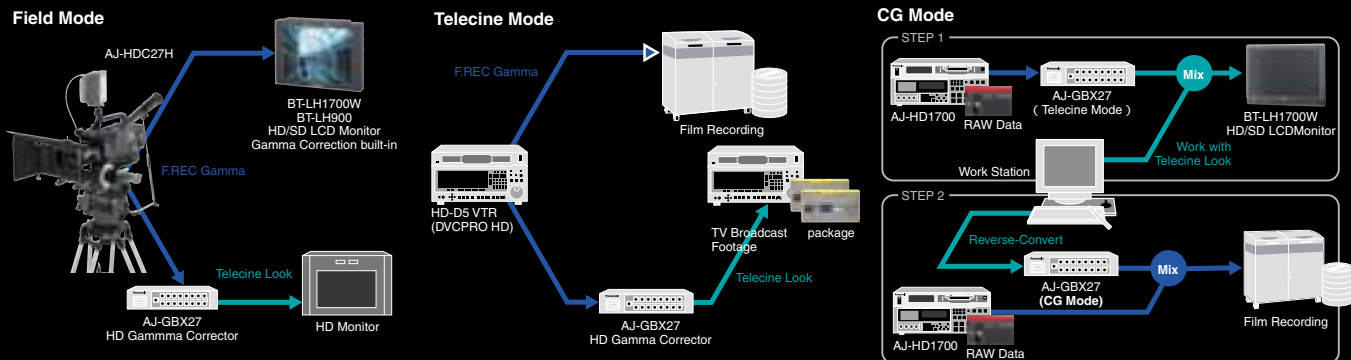 Field Mode
AJ-HDC27H
F.REC Gamma
BT-LH1700W
BT-LH900
HD/SD LCD Monitor
Gamma Correction built-in
Telecine Look
AJ-GBX27
HD Gammma Corrector
HD Monitor
Telecine Mode
F.REC Gamma
Film Recording
HD-D5 VTR
(DVCPRO HD)
TV Broadcast
Footage
package
Telecine Look
AJ-GBX27
HD Gamma Corrector
CG Mode
STEP 1
AJ-HD1700
RAW Data
AJ-GBX27
( Telecine Mode )
Mix
BT-LH1700W
HD/SD LCDMonitor
Work with
Telecine Look
Work Station
STEP 2
Reverse-Convert
AJ-GBX27
(CG Mode)
Mix
AJ-HD1700
RAW Data
Film Recording